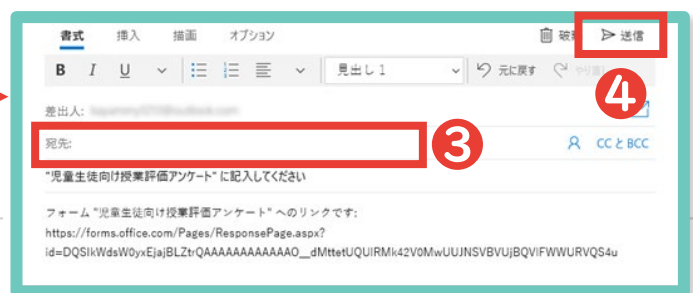 書式 挿入 描画 オプション 破棄 送信
B I U 見出し 1 元に戻す やり直し
差出人:
③
宛先: CC と BCC
④
"児童生徒向け授業評価アンケート" に記入してください
フォーム "児童生徒向け授業評価アンケート" へのリンクです:
https://forms.office.com/Pages/ResponsePage.aspx?